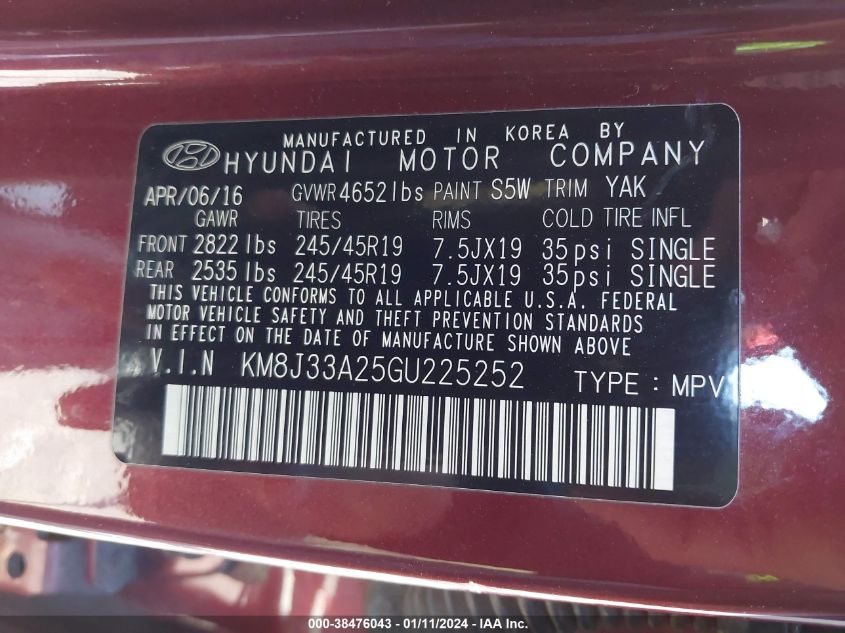 MANUFACTURED IN KOREA BY
HYUNDAI MOTOR COMPANY
APR/06/16 GVWR 4652lbs PAINT S5W TRIM YAK
GAWR TIRES RIMS COLD TIRE INFL
FRONT 2822lbs 245/45R19 7.5JX19 35psi SINGLE
REAR 2535lbs 245/45R19 7.5JX19 35psi SINGLE
THIS VEHICLE CONFORMS TO ALL APPLICABLE U.S.A. FEDERAL
MOTOR VEHICLE SAFETY AND THEFT PREVENTION STANDARDS
IN EFFECT ON THE DATE OF MANUFACTURE SHOWN ABOVE.
V.I.N KM8J33A25GU225252 TYPE : MPV
000-38476043 - 01/11/2024 - IAA Inc.